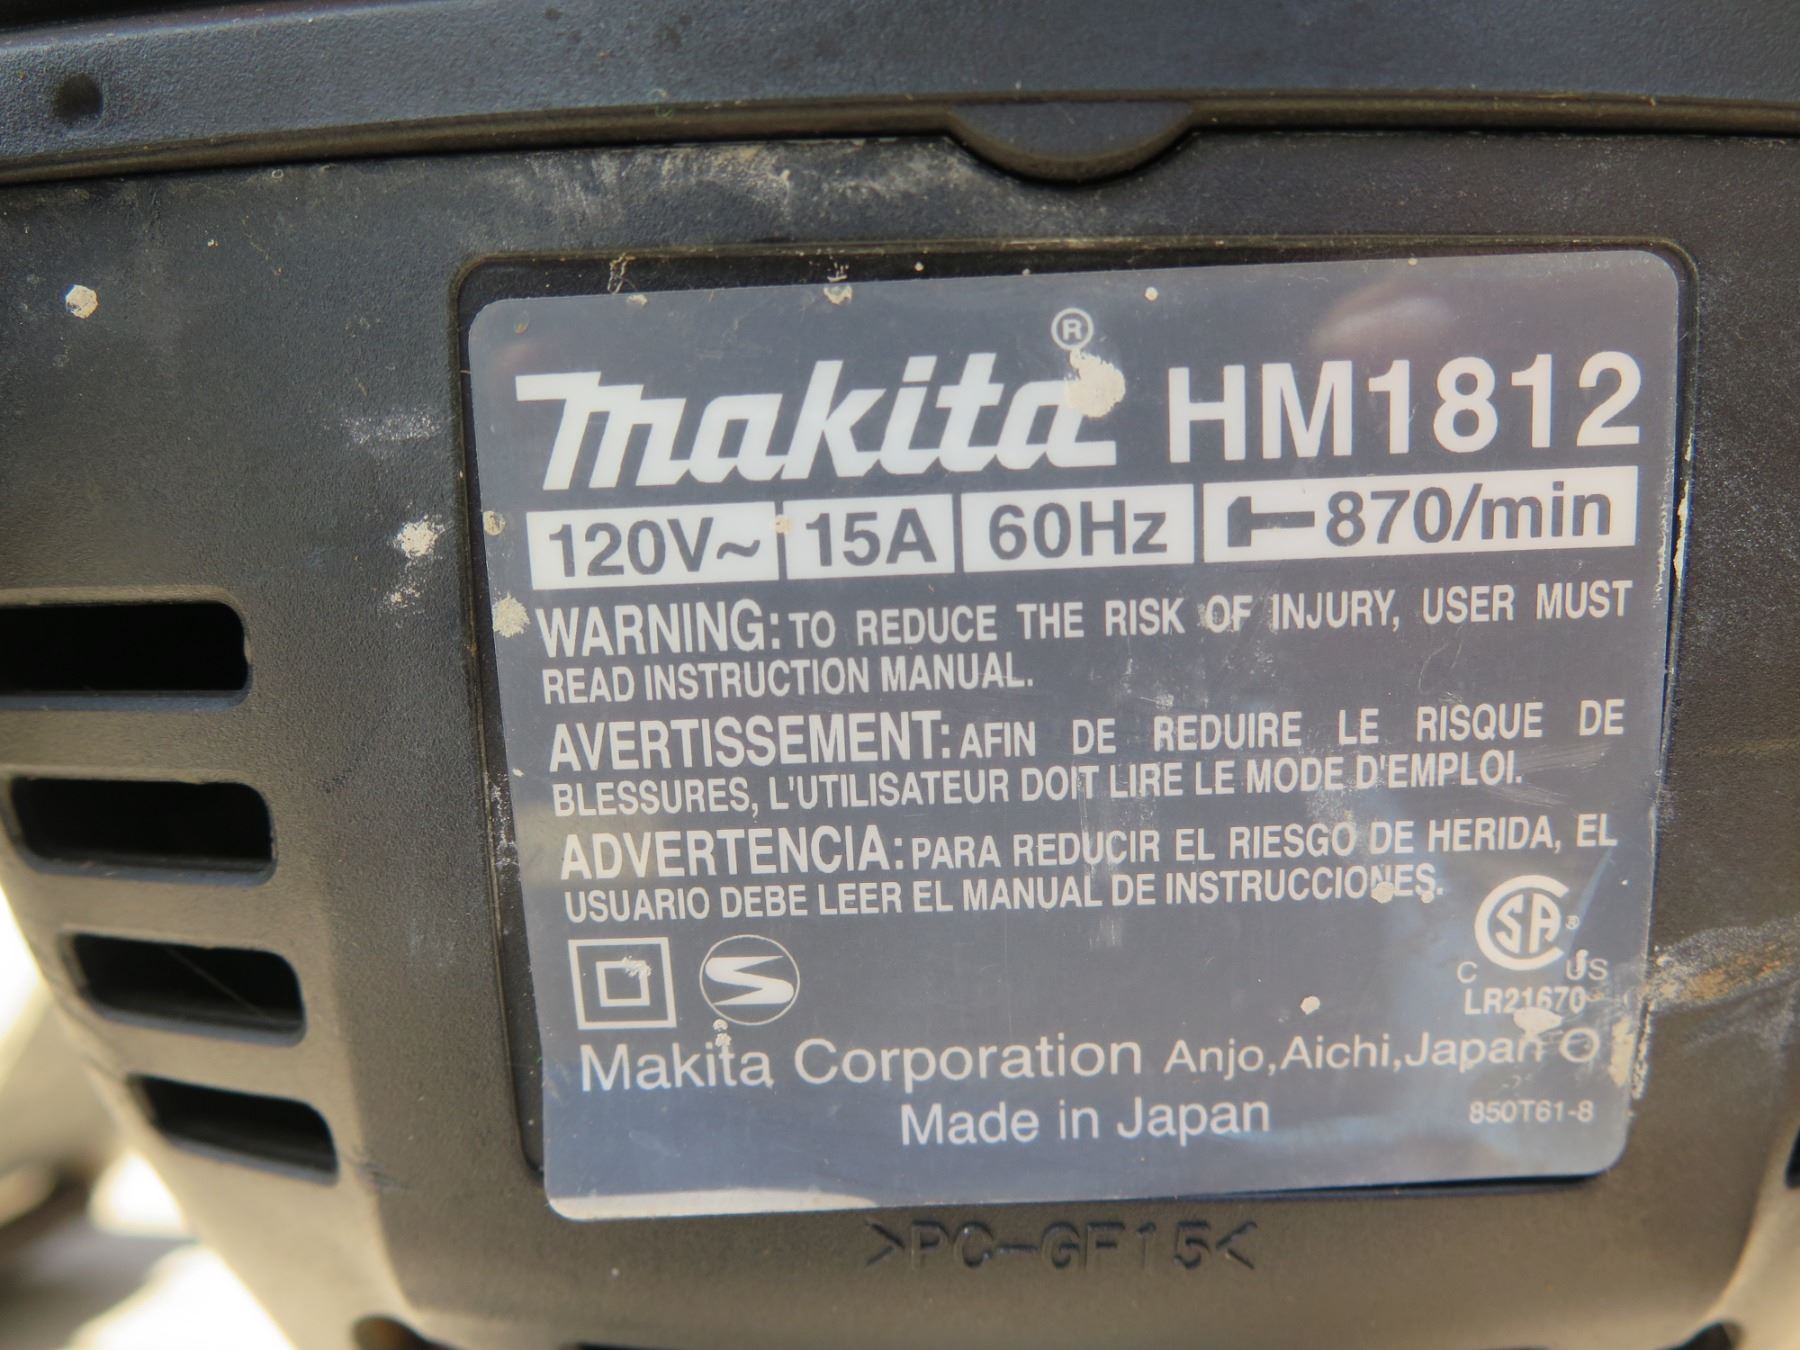 makita® HM1812
120V~ 15A 60Hz 870/min
WARNING: TO REDUCE THE RISK OF INJURY, USER MUST
READ INSTRUCTION MANUAL.
AVERTISSEMENT: AFIN DE REDUIRE LE RISQUE DE
BLESSURES, L'UTILISATEUR DOIT LIRE LE MODE D'EMPLOI.
ADVERTENCIA: PARA REDUCIR EL RIESGO DE HERIDA, EL
USUARIO DEBE LEER EL MANUAL DE INSTRUCCIONES.
SA®
C US
LR21670
Makita Corporation Anjo,Aichi,Japan O
Made in Japan 850T61-8
>PC-GF15<